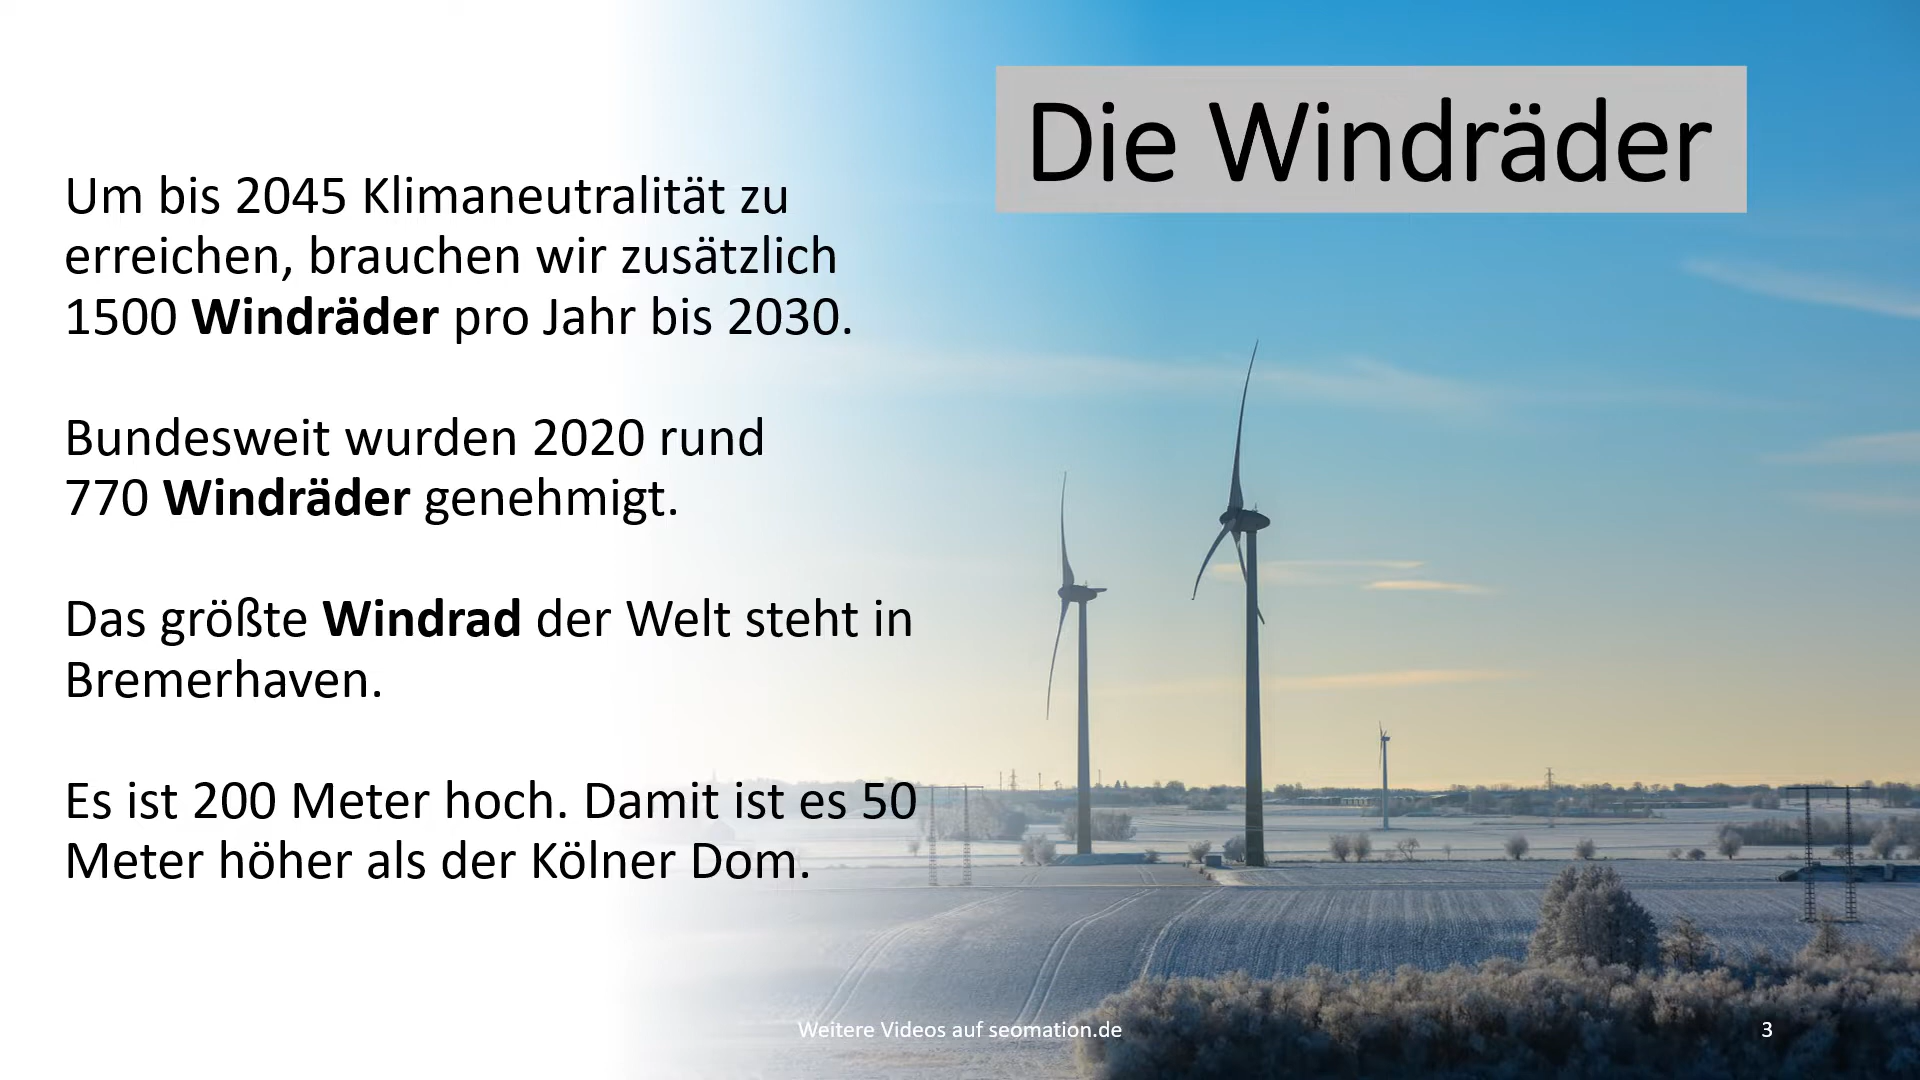 Die Windräder
Um bis 2045 Klimaneutralität zu
erreichen, brauchen wir zusätzlich
1500 Windräder pro Jahr bis 2030.
Bundesweit wurden 2020 rund
770 Windräder genehmigt.
Das größte Windrad der Welt steht in
Bremerhaven.
Es ist 200 Meter hoch. Damit ist es 50
Meter höher als der Kölner Dom.
Weitere Videos auf seomation.de
3